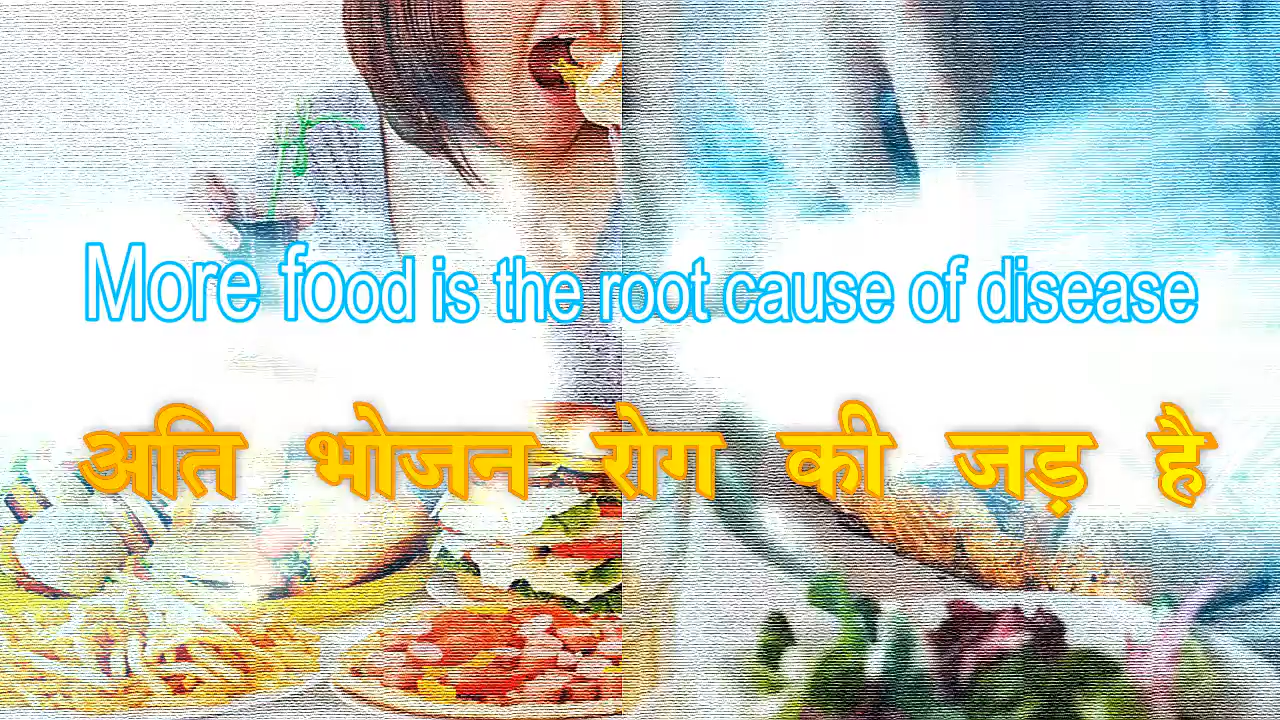 More food is the root cause of disease
अति भोजन रोग की जड़ है